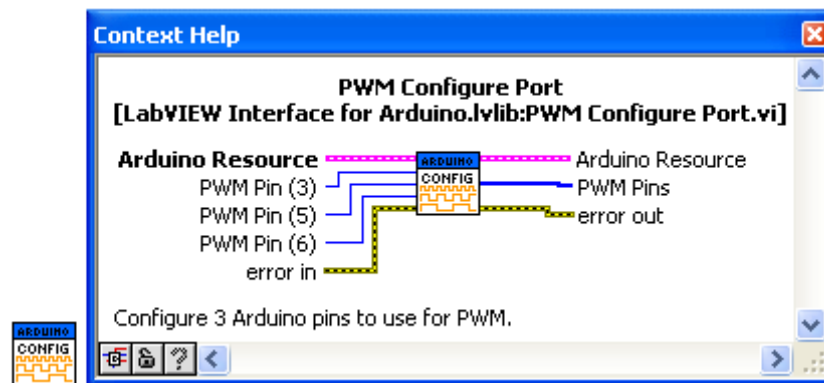 Context Help
PWM Configure Port
[LabVIEW Interface for Arduino.lvlib:PWM Configure Port.vi]
Arduino Resource
ARDUINO
Arduino Resource
CONFIG
PWM Pin (3)
PWM Pins
PWM Pin (5)
error out
PWM Pin (6)
error in
Configure 3 Arduino pins to use for PWM.
ARDUINO
CONFIG
?